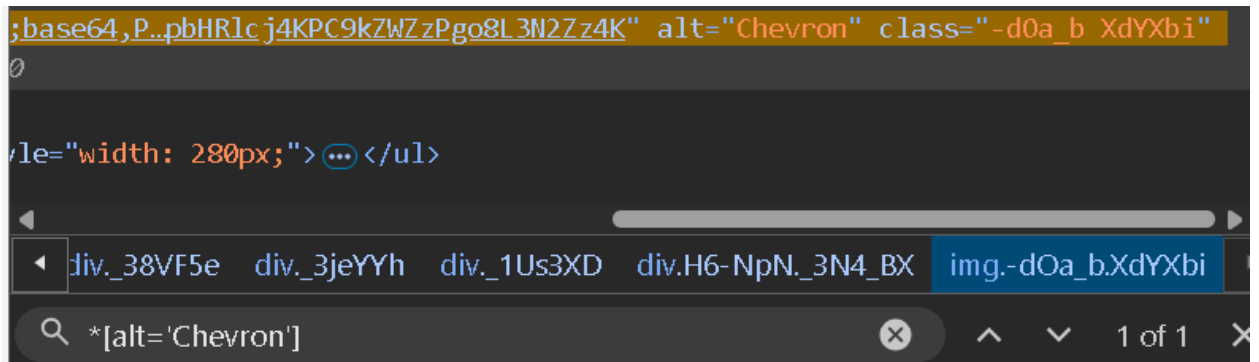 ;base64,P…pbHRlcj4KPC9kZWZzPgo8L3N2Zz4K" alt="Chevron" class="-dOa_b XdYXbi"
0
yle="width: 280px;">…</ul>
div._38VF5e div._3jeYYh div._1Us3XD div.H6-NpN._3N4_BX img.-dOa_b.XdYXbi
*[alt='Chevron'] 1 of 1